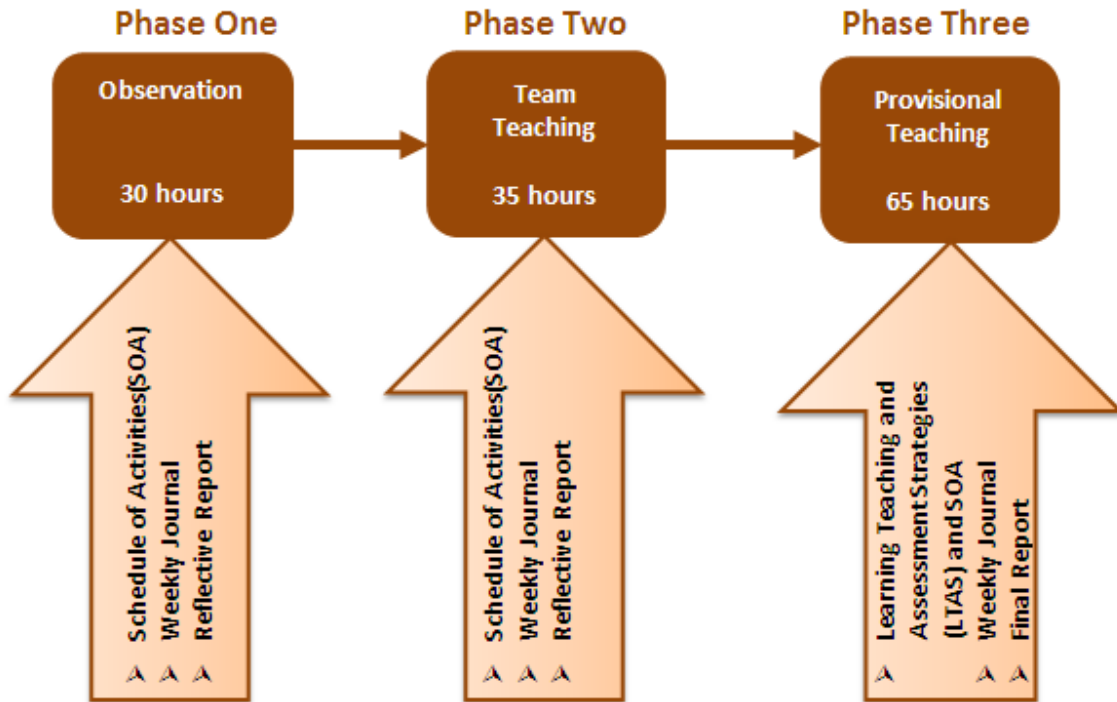 Phase One
Observation
30 hours
Schedule of Activities(SOA)
Weekly Journal
Reflective Report
Phase Two
Team
Teaching
35 hours
Schedule of Activities(SOA)
Weekly Journal
Reflective Report
Phase Three
Provisional
Teaching
65 hours
Learning Teaching and
Assessment Strategies
(LTAS) and SOA
Weekly Journal
Final Report